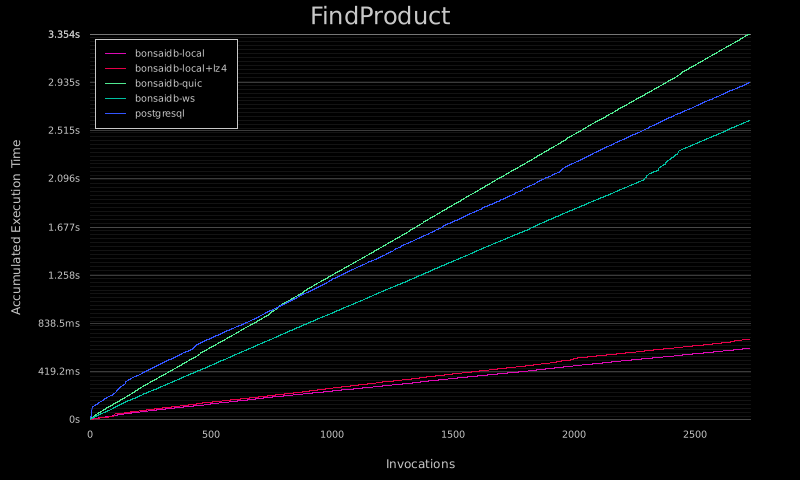 FindProduct
3.354s
bonsaidb-local
bonsaidb-local+lz4
bonsaidb-quic
bonsaidb-ws
postgresql
2.935s
2.515s
2.096s
1.677s
1.258s
838.5ms
419.2ms
0s
Accumulated Execution Time
0 500 1000 1500 2000 2500
Invocations